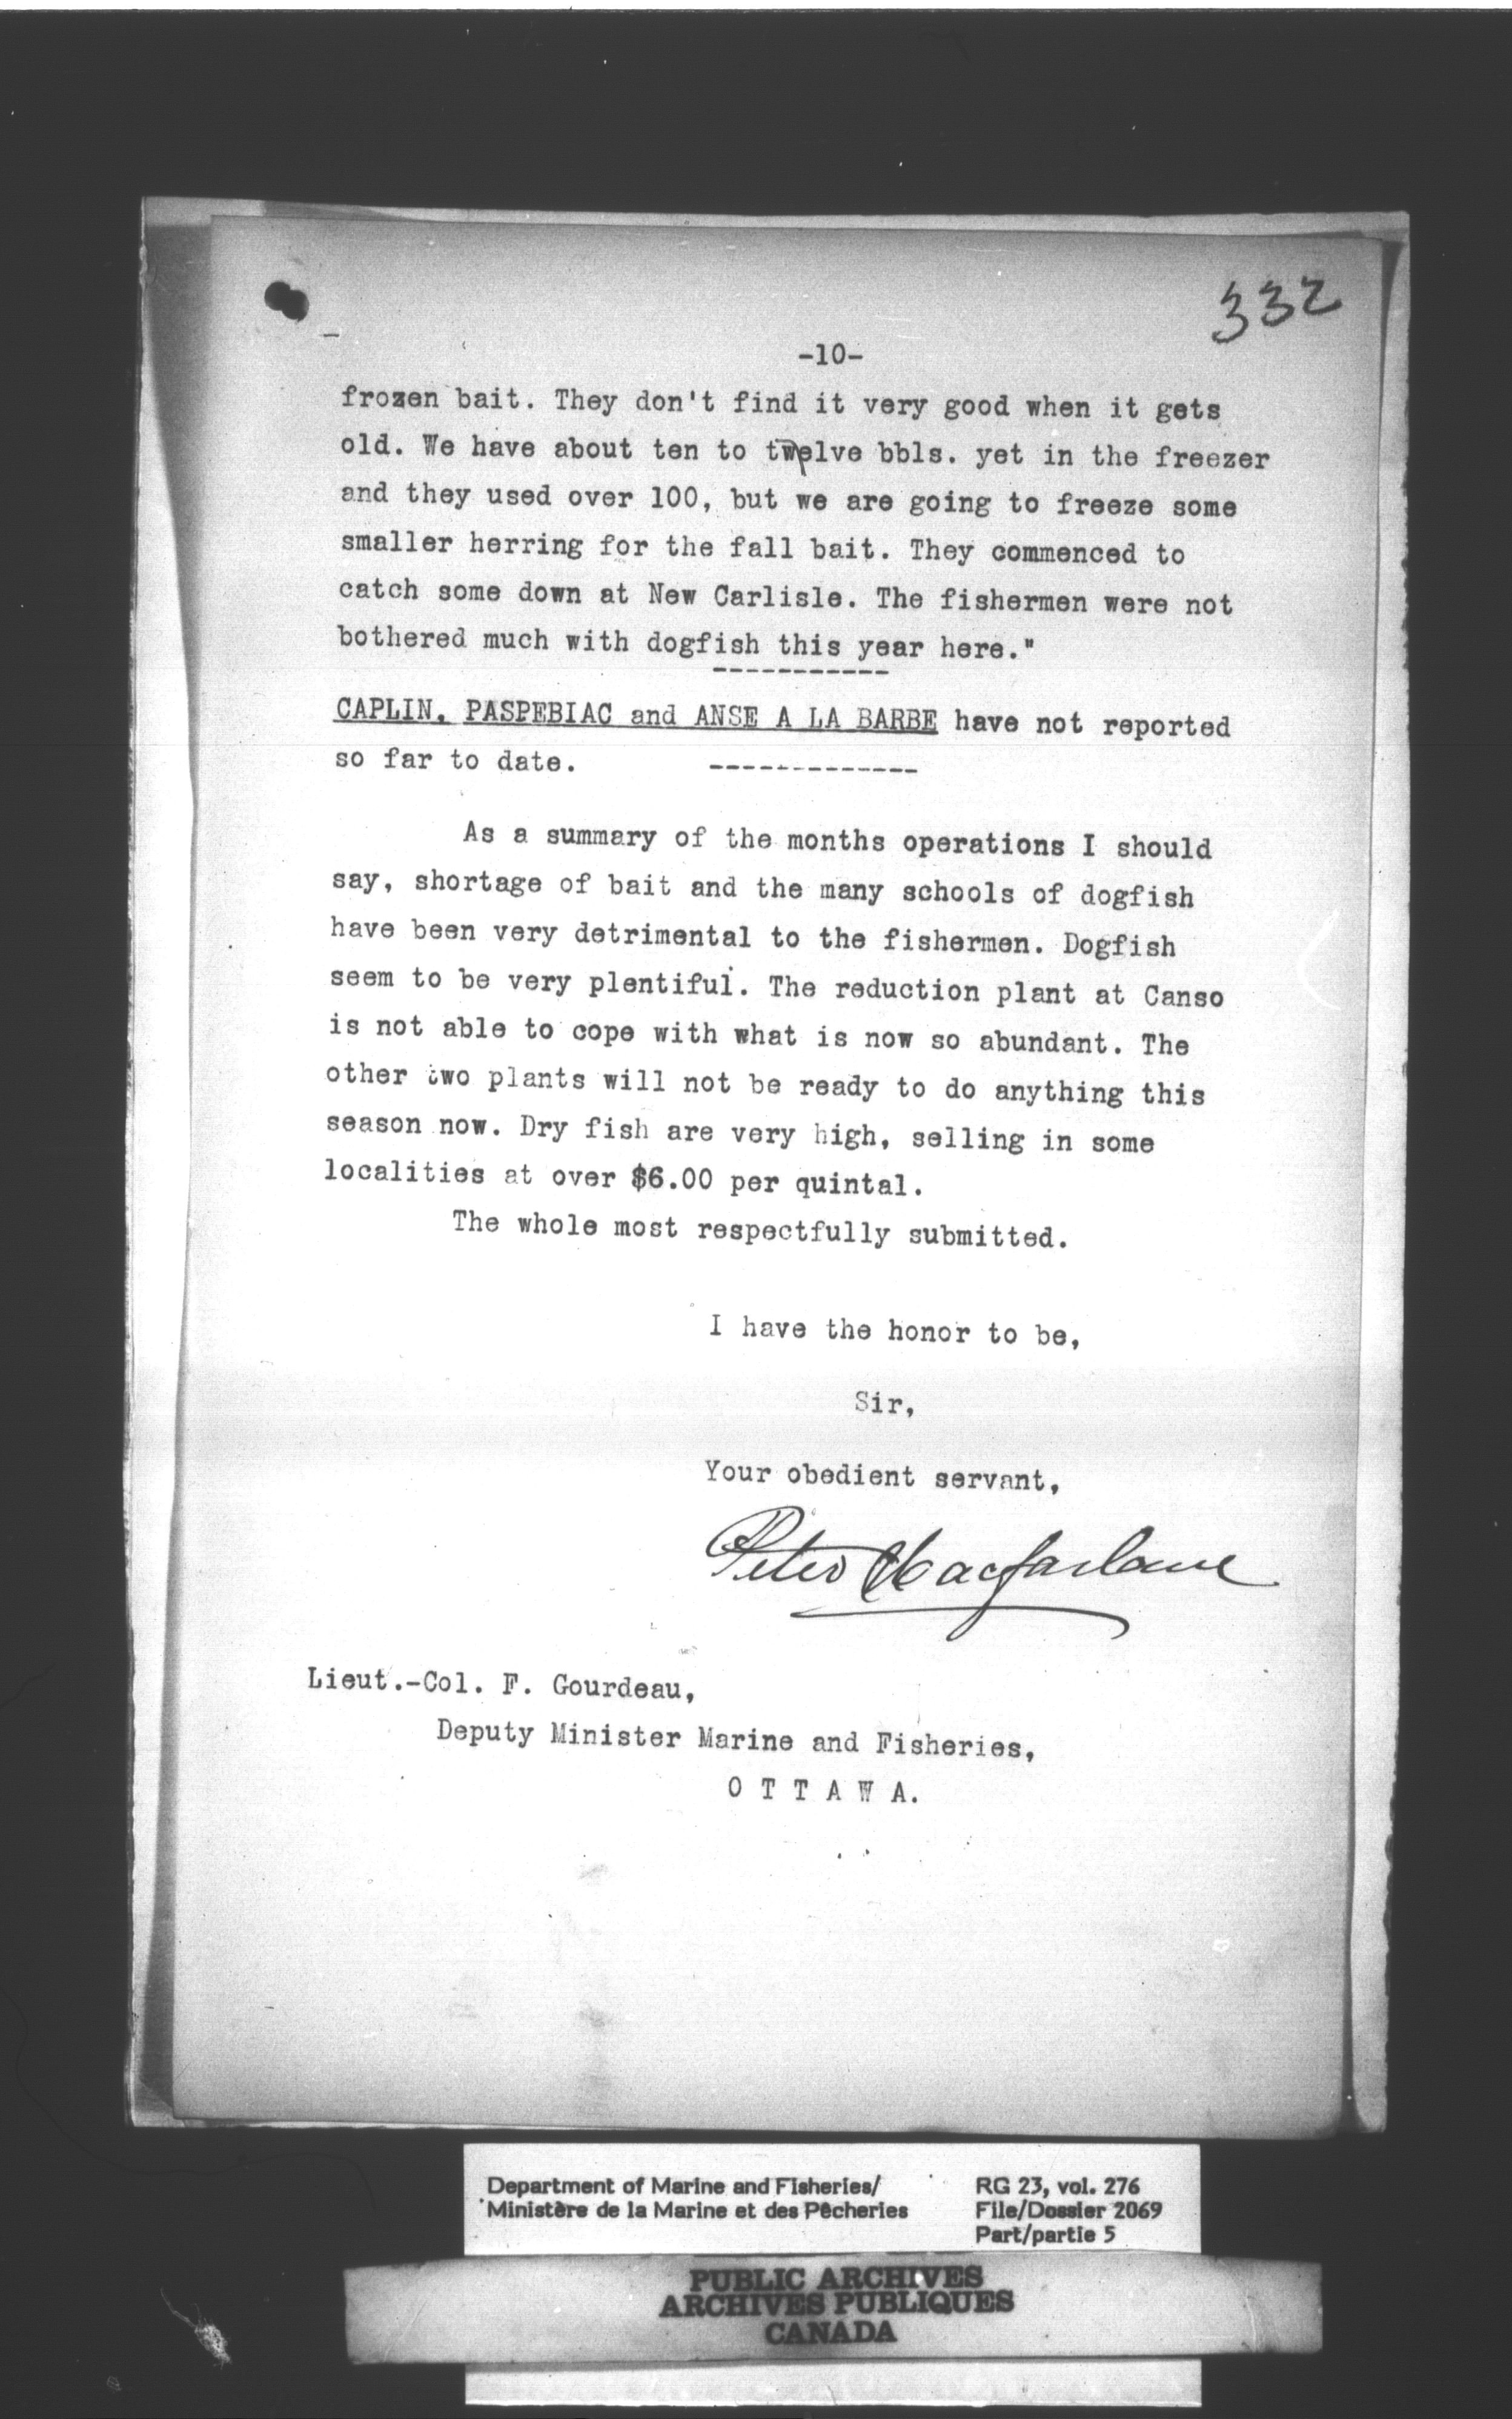 332
-10-
frozen bait. They don't find it very good when it gets
old. We have about ten to twelve bbls. yet in the freezer
and they used over 100, but we are going to freeze some
smaller herring for the fall bait. They commenced to
catch some down at New Carlisle. The fishermen were not
bothered much with dogfish this year here."
-----------
CAPLIN. PASPEBIAC and ANSE A LA BARBE have not reported
so far to date. -------------
As a summary of the months operations I should
say, shortage of bait and the many schools of dogfish
have been very detrimental to the fishermen. Dogfish
seem to be very plentiful. The reduction plant at Canso
is not able to cope with what is now so abundant. The
other two plants will not be ready to do anything this
season now. Dry fish are very high, selling in some
localities at over $6.00 per quintal.
The whole most respectfully submitted.
I have the honor to be,
Sir,
Your obedient servant,
Peter Macfarlane
Lieut.-Col. F. Gourdeau,
Deputy Minister Marine and Fisheries,
O T T A W A.
Department of Marine and Fisheries/ RG 23, vol. 276
Ministère de la Marine et des Pêcheries File/Dossier 2069
Part/partie 5
PUBLIC ARCHIVES
ARCHIVES PUBLIQUES
CANADA